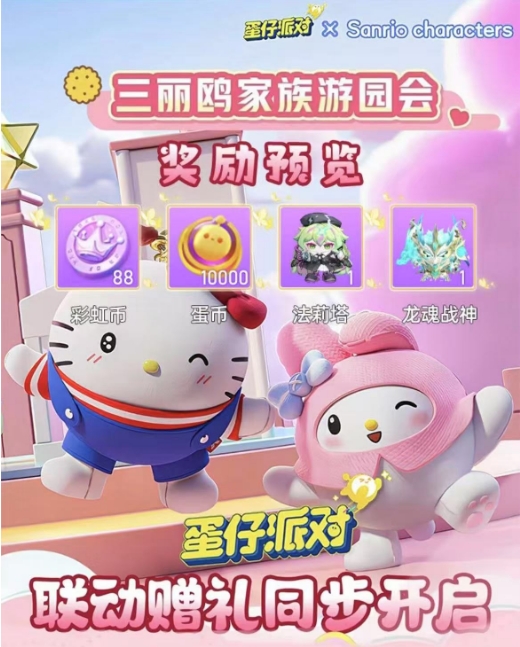 蛋仔派对 × Sanrio characters
三丽鸥家族游园会
奖励预览
88 10000 1 1
彩虹币 蛋币 法莉塔 龙魂战神
蛋仔派对
联动赠礼同步开启